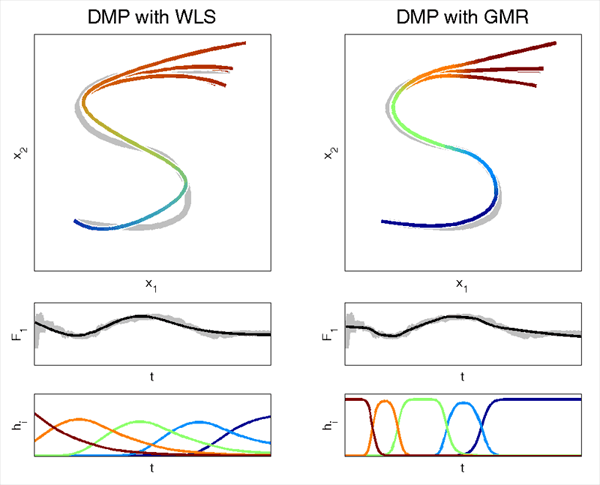 DMP with WLS
DMP with GMR
x2
x1
x2
x1
F1
t
F1
t
hi
t
hi
t